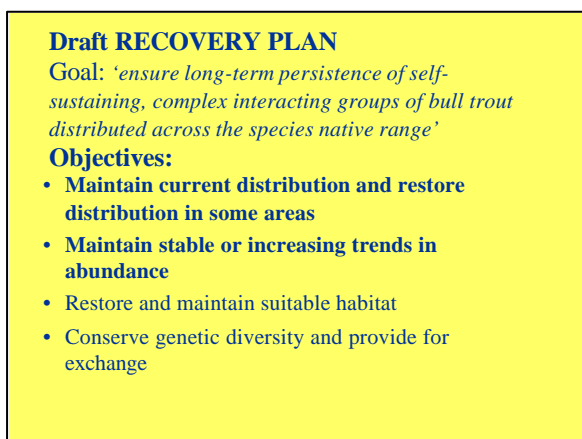 Draft RECOVERY PLAN
Goal: ‘ensure long-term persistence of self-
sustaining, complex interacting groups of bull trout
distributed across the species native range’
Objectives:
• Maintain current distribution and restore
distribution in some areas
• Maintain stable or increasing trends in
abundance
• Restore and maintain suitable habitat
• Conserve genetic diversity and provide for
exchange